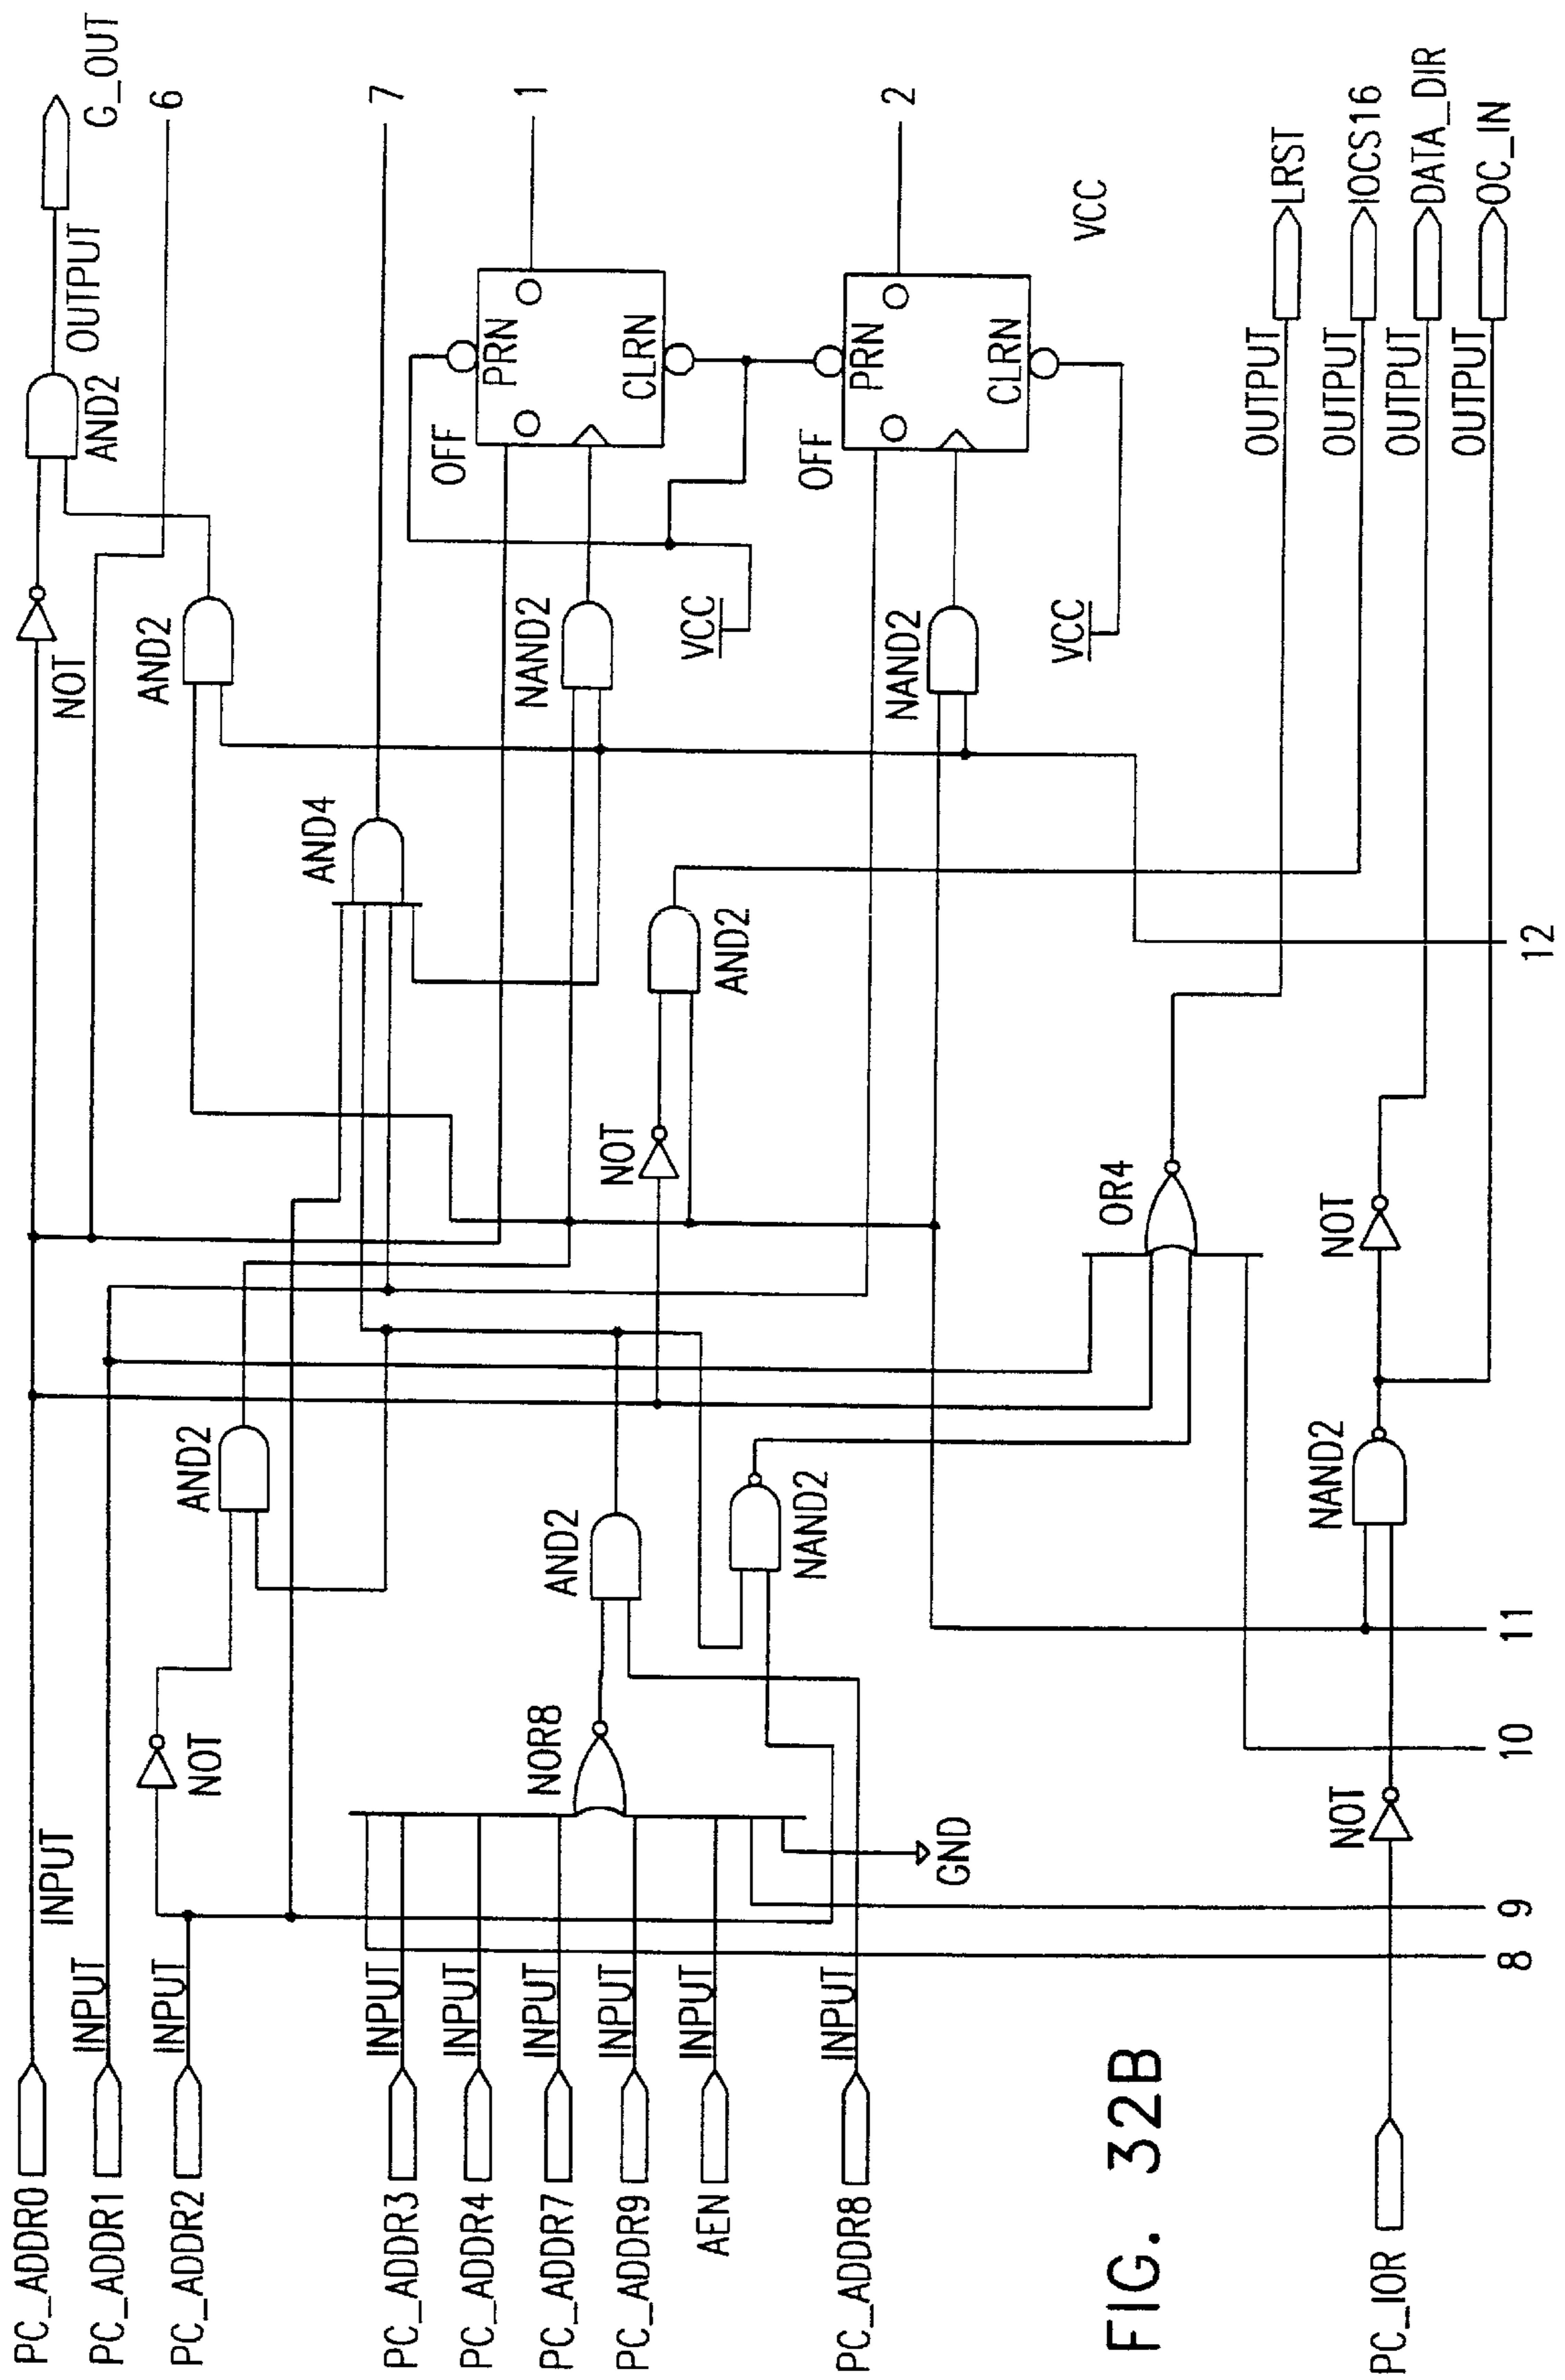 PC_ADDR0
INPUT
NOT
AND2
OUTPUT
G_OUT
PC_ADDR1
INPUT
6
PC_ADDR2
INPUT
NOT
AND2
AND2
PC_ADDR3
INPUT
AND4
7
PC_ADDR4
INPUT
OFF
PRN
CLRN
1
PC_ADDR7
INPUT
NOR8
AND2
NAND2
PC_ADDR9
INPUT
NOT
AND2
VCC
AEN
INPUT
NAND2
PC_ADDR8
INPUT
GND
OFF
PRN
CLRN
2
NAND2
VCC
VCC
FIG. 32B
OR4
OUTPUT
LRST
OUTPUT
IOCS16
PC_IOR
NOT
NAND2
NOT
OUTPUT
DATA_DIR
OUTPUT
OC_IN
8
9
10
11
12